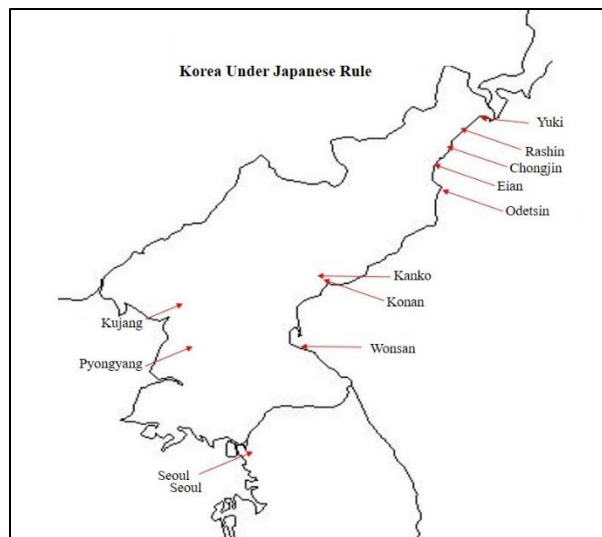 Korea Under Japanese Rule
Yuki
Rashin
Chongjin
Eian
Odetsin
Kanko
Konan
Kujang
Wonsan
Pyongyang
Seoul
Seoul